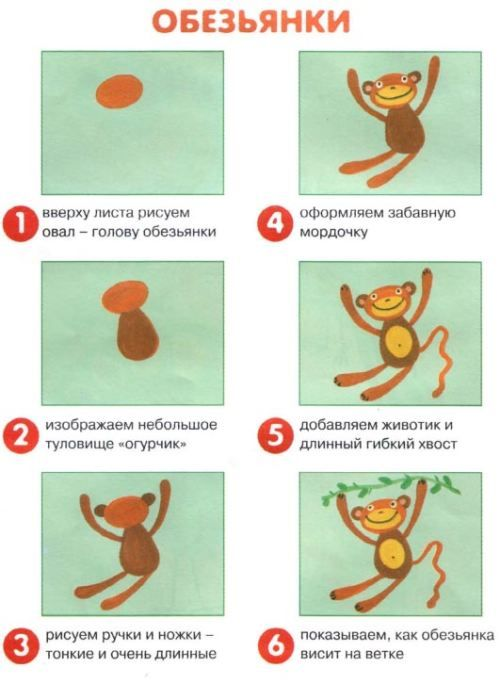 ОБЕЗЬЯНКИ
1 вверху листа рисуем
овал – голову обезьянки
2 изображаем небольшое
туловище «огурчик»
3 рисуем ручки и ножки –
тонкие и очень длинные
4 оформляем забавную
мордочку
5 добавляем животик и
длинный гибкий хвост
6 показываем, как обезьянка
висит на ветке